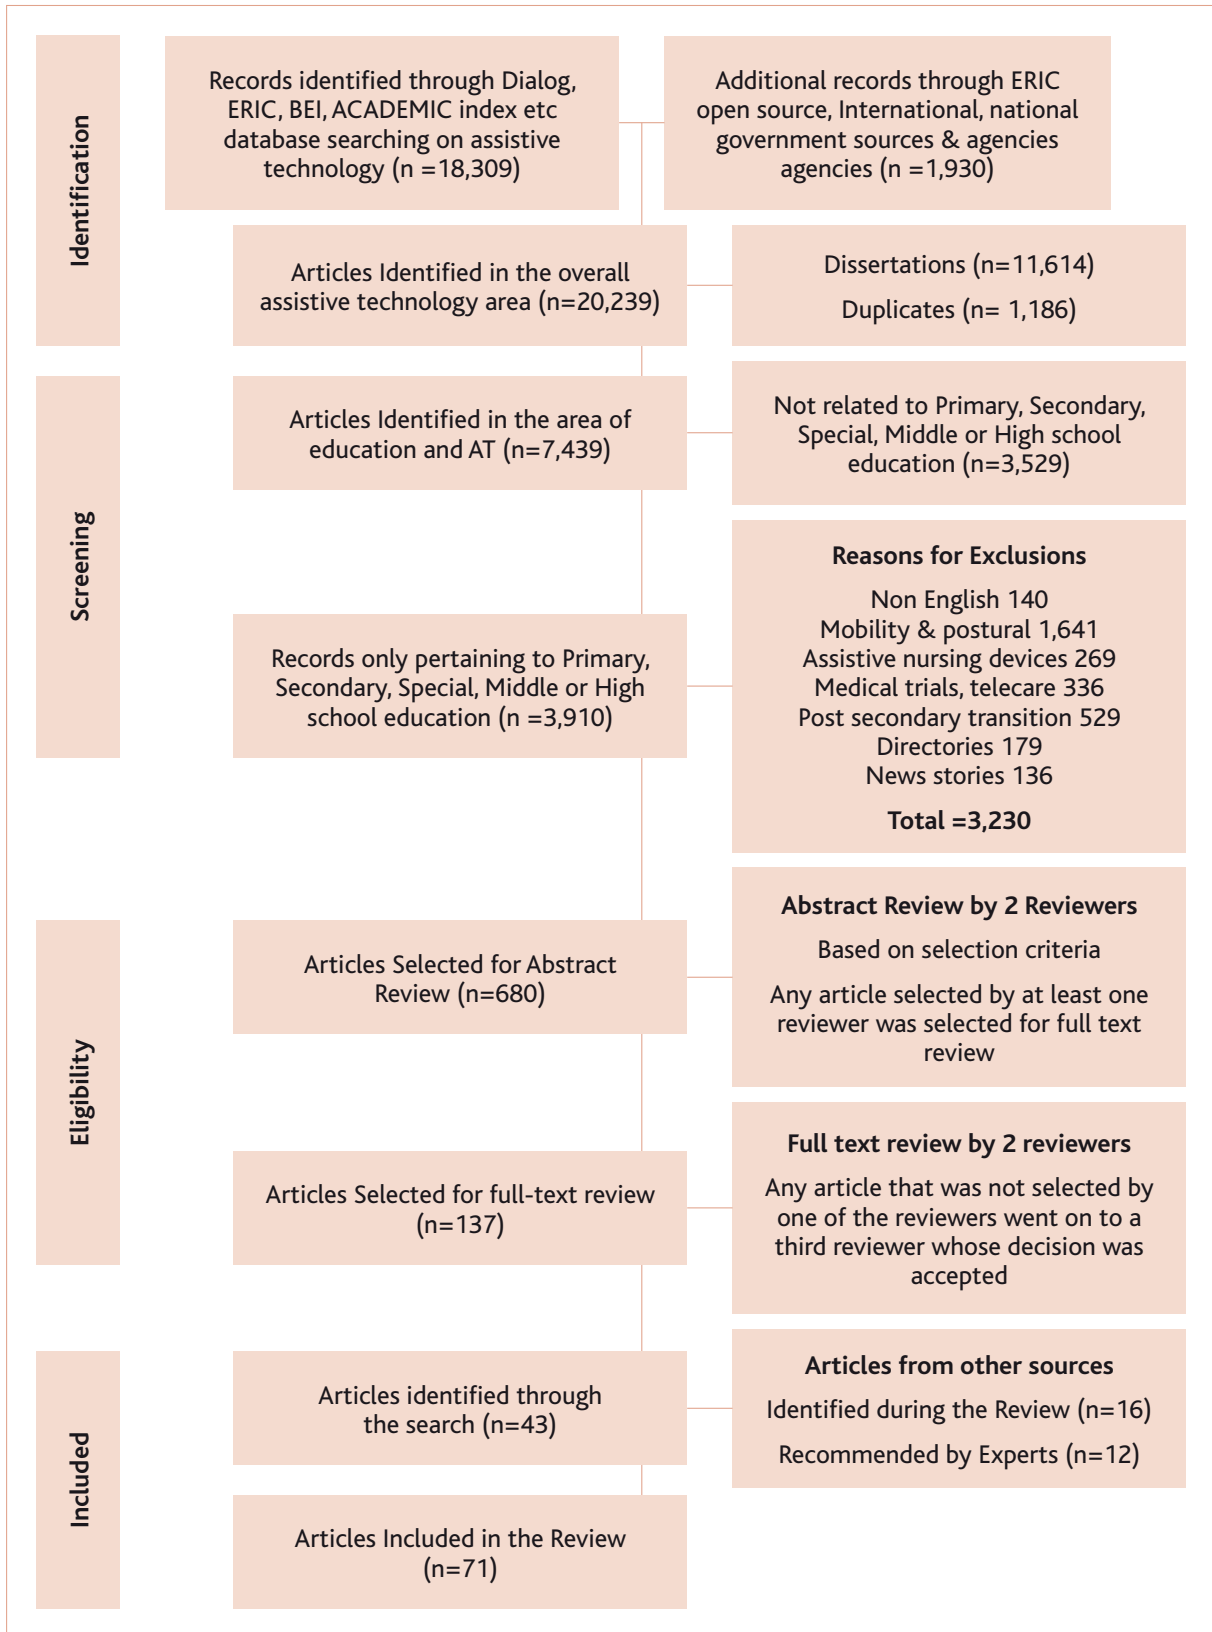 Identification
Records identified through Dialog,
ERIC, BEI, ACADEMIC index etc
database searching on assistive
technology (n =18,309)
Additional records through ERIC
open source, International, national
government sources & agencies
agencies (n =1,930)
Articles Identified in the overall
assistive technology area (n=20,239)
Dissertations (n=11,614)
Duplicates (n= 1,186)
Screening
Articles Identified in the area of
education and AT (n=7,439)
Not related to Primary, Secondary,
Special, Middle or High school
education (n=3,529)
Records only pertaining to Primary,
Secondary, Special, Middle or High
school education (n =3,910)
Reasons for Exclusions
Non English 140
Mobility & postural 1,641
Assistive nursing devices 269
Medical trials, telecare 336
Post secondary transition 529
Directories 179
News stories 136
Total =3,230
Eligibility
Articles Selected for Abstract
Review (n=680)
Abstract Review by 2 Reviewers
Based on selection criteria
Any article selected by at least one
reviewer was selected for full text
review
Articles Selected for full-text review
(n=137)
Full text review by 2 reviewers
Any article that was not selected by
one of the reviewers went on to a
third reviewer whose decision was
accepted
Included
Articles identified through
the search (n=43)
Articles from other sources
Identified during the Review (n=16)
Recommended by Experts (n=12)
Articles Included in the Review
(n=71)